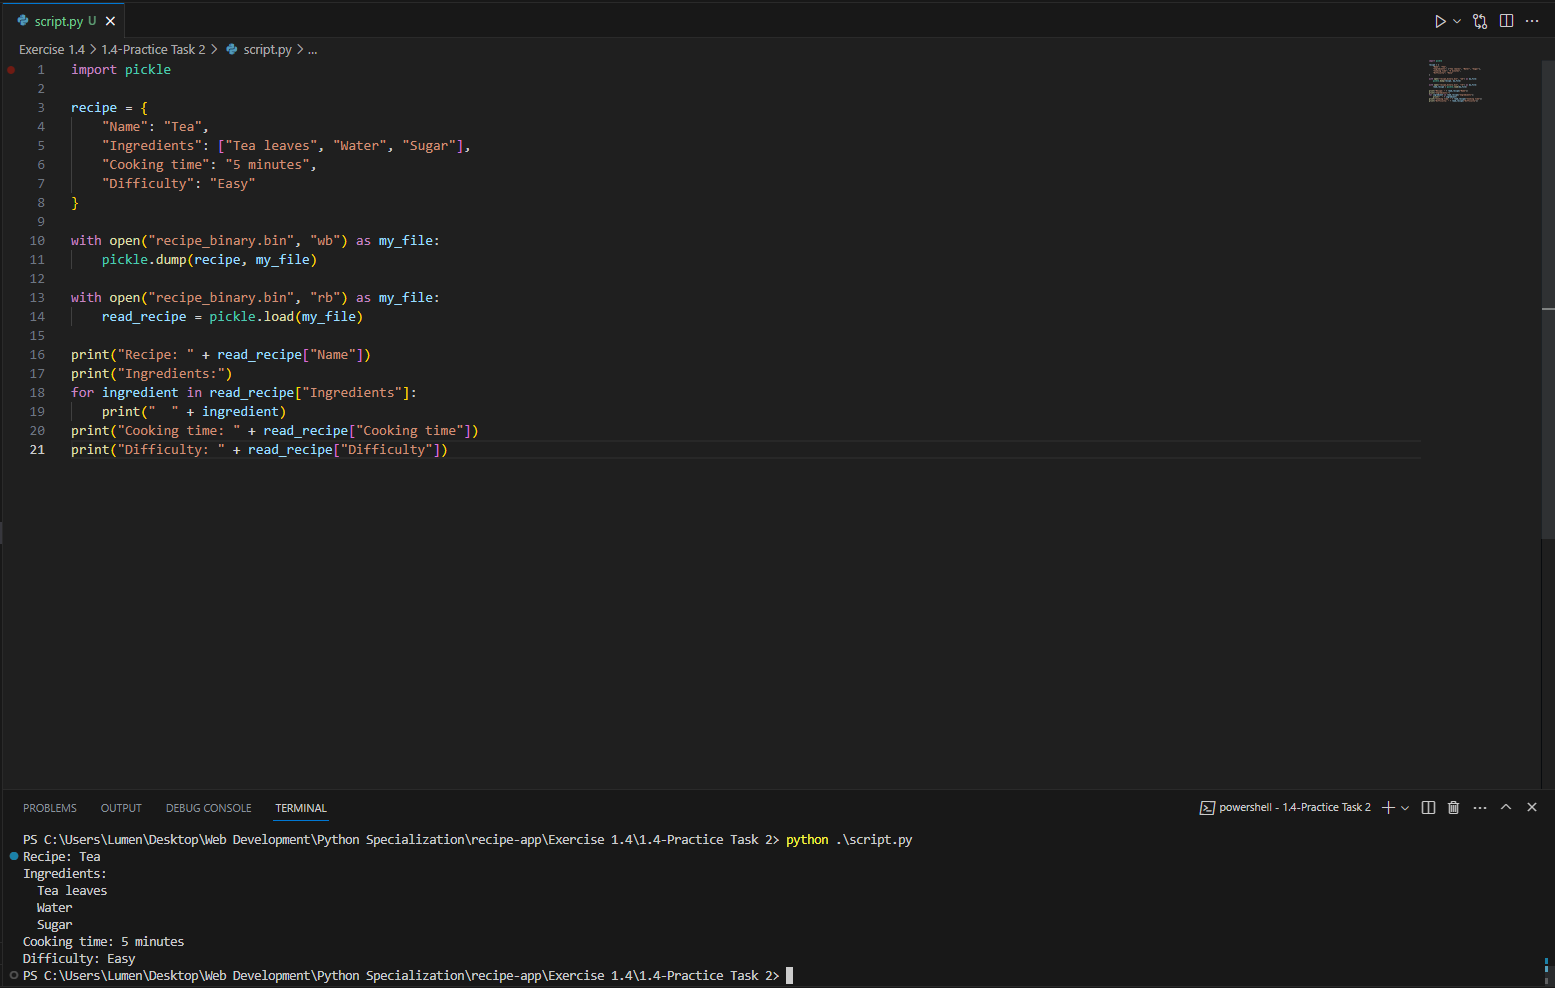 script.py U
Exercise 1.4 > 1.4-Practice Task 2 > script.py > ...
1 import pickle
2
3 recipe = {
4     "Name": "Tea",
5     "Ingredients": ["Tea leaves", "Water", "Sugar"],
6     "Cooking time": "5 minutes",
7     "Difficulty": "Easy"
8 }
9
10 with open("recipe_binary.bin", "wb") as my_file:
11     pickle.dump(recipe, my_file)
12
13 with open("recipe_binary.bin", "rb") as my_file:
14     read_recipe = pickle.load(my_file)
15
16 print("Recipe: " + read_recipe["Name"])
17 print("Ingredients:")
18 for ingredient in read_recipe["Ingredients"]:
19     print("  " + ingredient)
20 print("Cooking time: " + read_recipe["Cooking time"])
21 print("Difficulty: " + read_recipe["Difficulty"])
PROBLEMS OUTPUT DEBUG CONSOLE TERMINAL powershell - 1.4-Practice Task 2
PS C:\Users\Lumen\Desktop\Web Development\Python Specialization\recipe-app\Exercise 1.4\1.4-Practice Task 2> python .\script.py
Recipe: Tea
Ingredients:
  Tea leaves
  Water
  Sugar
Cooking time: 5 minutes
Difficulty: Easy
PS C:\Users\Lumen\Desktop\Web Development\Python Specialization\recipe-app\Exercise 1.4\1.4-Practice Task 2>